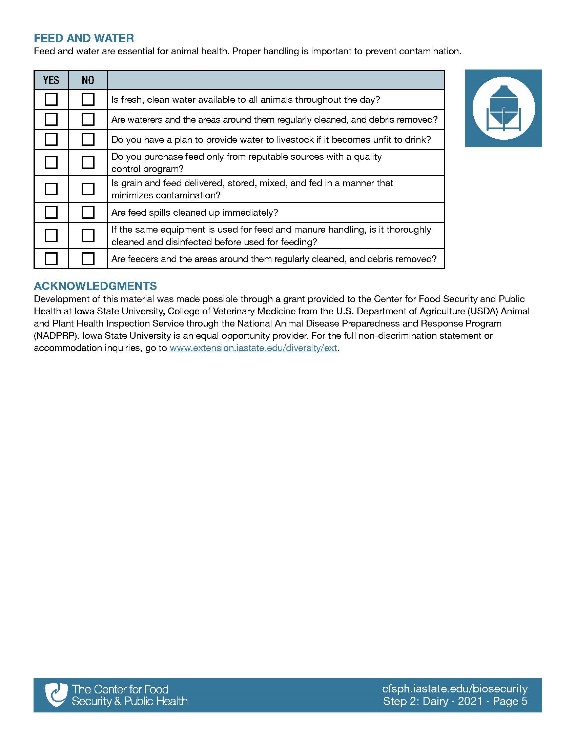 FEED AND WATER
Feed and water are essential for animal health. Proper handling is important to prevent contamination.
YES NO
Is fresh, clean water available to all animals throughout the day?
Are waterers and the areas around them regularly cleaned, and debris removed?
Do you have a plan to provide water to livestock if it becomes unfit to drink?
Do you purchase feed only from reputable sources with a quality
control program?
Is grain and feed delivered, stored, mixed, and fed in a manner that
minimizes contamination?
Are feed spills cleaned up immediately?
If the same equipment is used for feed and manure handling, is it thoroughly
cleaned and disinfected before used for feeding?
Are feeders and the areas around them regularly cleaned, and debris removed?
ACKNOWLEDGMENTS
Development of this material was made possible through a grant provided to the Center for Food Security and Public
Health at Iowa State University, College of Veterinary Medicine from the U.S. Department of Agriculture (USDA) Animal
and Plant Health Inspection Service through the National Animal Disease Preparedness and Response Program
(NADPRP). Iowa State University is an equal opportunity provider. For the full non-discrimination statement or
accommodation inquiries, go to www.extension.iastate.edu/diversity/ext.
The Center for Food
Security & Public Health
cfsph.iastate.edu/biosecurity
Step 2: Dairy - 2021 - Page 5